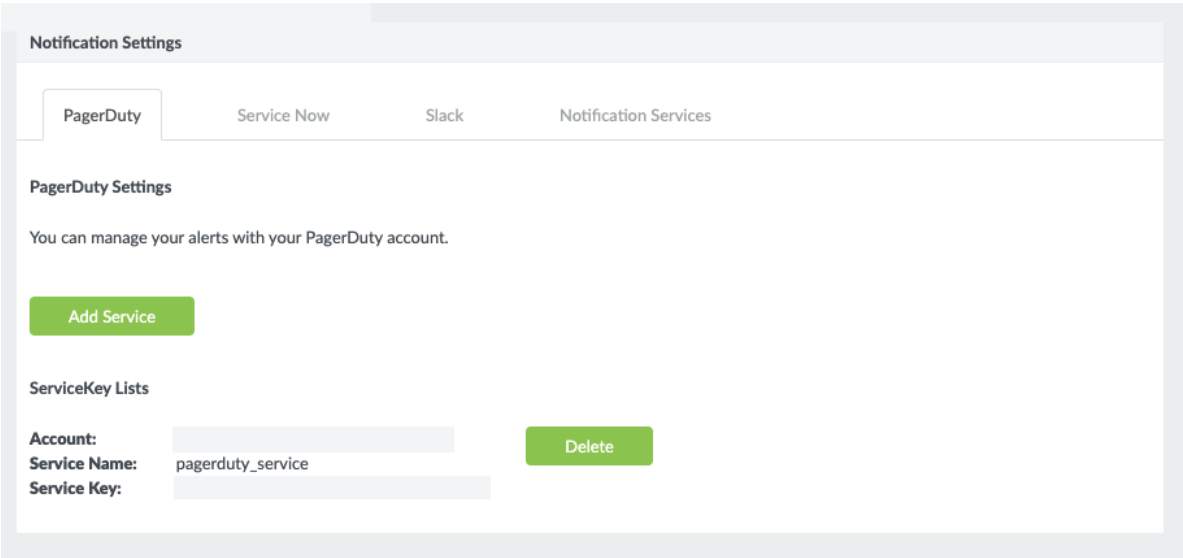 Notification Settings
PagerDuty Service Now Slack Notification Services
PagerDuty Settings
You can manage your alerts with your PagerDuty account.
Add Service
ServiceKey Lists
Account:
Delete
Service Name: pagerduty_service
Service Key: